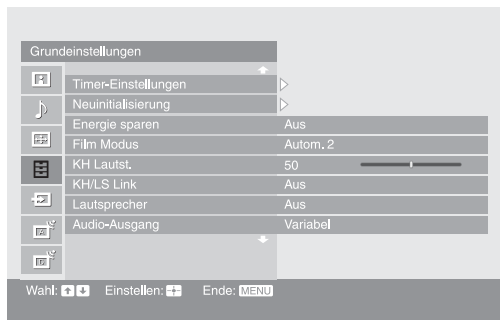 Grundeinstellungen
Timer-Einstellungen
Neuinitialisierung
Energie sparen Aus
Film Modus Autom. 2
KH Lautst. 50
KH/LS Link Aus
Lautsprecher Aus
Audio-Ausgang Variabel
Wahl: Einstellen: Ende: MENU